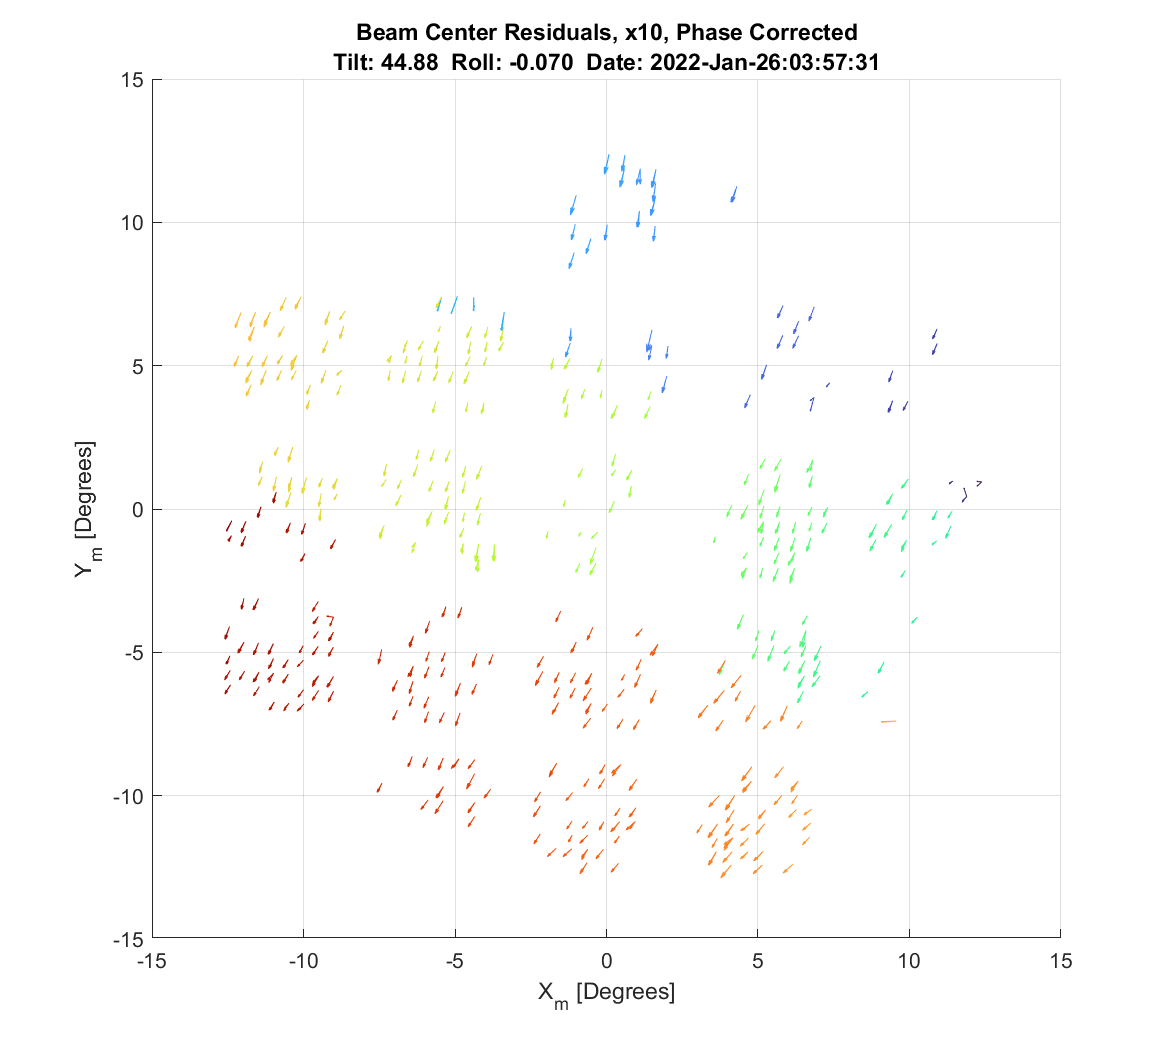 Beam Center Residuals, x10, Phase Corrected
Tilt: 44.88 Roll: -0.070 Date: 2022-Jan-26:03:57:31
15
10
5
0
-5
-10
-15
Y_m [Degrees]
-15 -10 -5 0 5 10 15
X_m [Degrees]